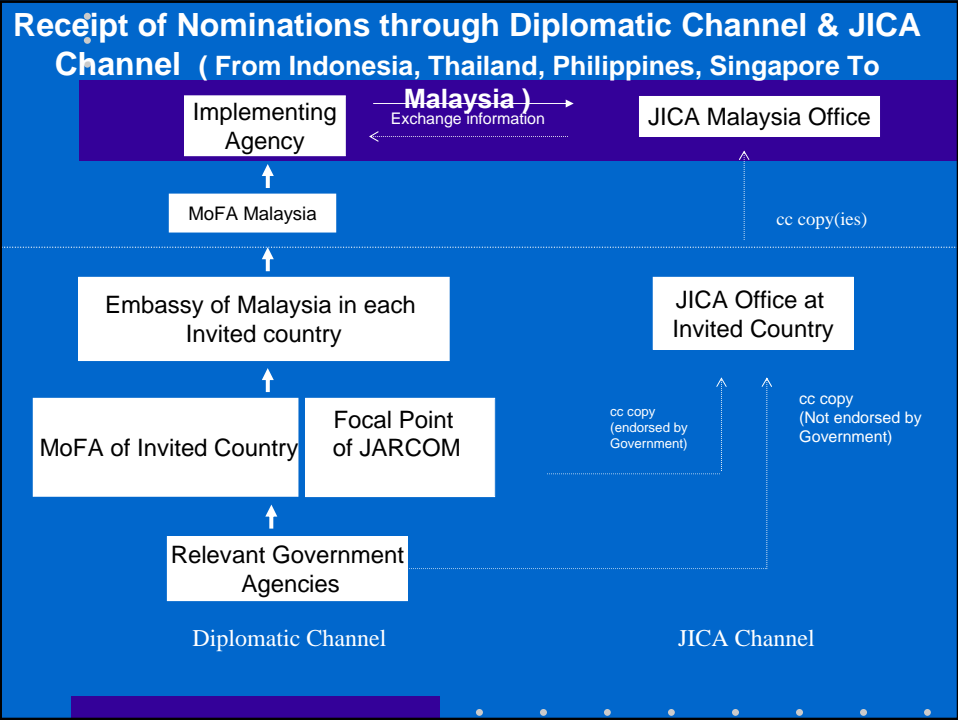 Receipt of Nominations through Diplomatic Channel & JICA
Channel ( From Indonesia, Thailand, Philippines, Singapore To
Malaysia )
Implementing
Agency
Exchange information
JICA Malaysia Office
MoFA Malaysia
cc copy(ies)
Embassy of Malaysia in each
Invited country
JICA Office at
Invited Country
MoFA of Invited Country
Focal Point
of JARCOM
cc copy
(endorsed by
Government)
cc copy
(Not endorsed by
Government)
Relevant Government
Agencies
Diplomatic Channel
JICA Channel